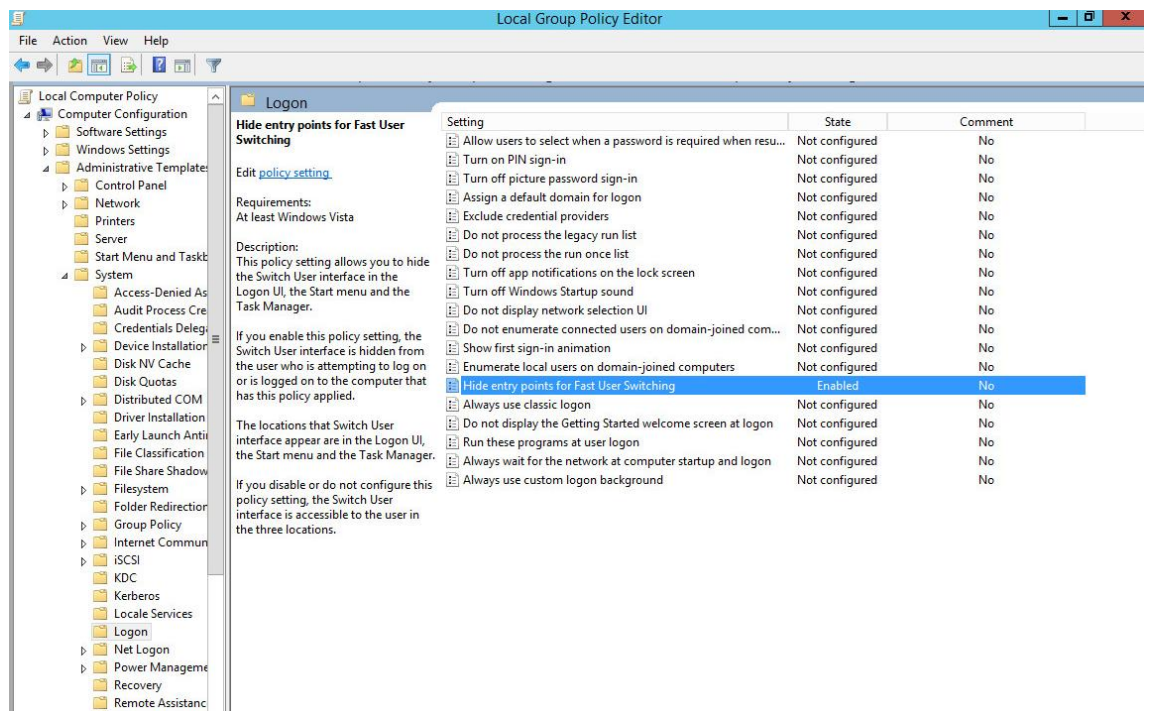 Local Group Policy Editor
File Action View Help
Local Computer Policy
Computer Configuration
Software Settings
Windows Settings
Administrative Templates
Control Panel
Network
Printers
Server
Start Menu and Taskb
System
Access-Denied As
Audit Process Cre
Credentials Deleg
Device Installation
Disk NV Cache
Disk Quotas
Distributed COM
Driver Installation
Early Launch Anti
File Classification
File Share Shadow
Filesystem
Folder Redirection
Group Policy
Internet Commun
iSCSI
KDC
Kerberos
Locale Services
Logon
Net Logon
Power Manageme
Recovery
Remote Assistanc
Logon
Hide entry points for Fast User
Switching
Edit policy setting
Requirements:
At least Windows Vista
Description:
This policy setting allows you to hide
the Switch User interface in the
Logon UI, the Start menu and the
Task Manager.
If you enable this policy setting, the
Switch User interface is hidden from
the user who is attempting to log on
or is logged on to the computer that
has this policy applied.
The locations that Switch User
interface appear are in the Logon UI,
the Start menu and the Task Manager.
If you disable or do not configure this
policy setting, the Switch User
interface is accessible to the user in
the three locations.
Setting State Comment
Allow users to select when a password is required when resu... Not configured No
Turn on PIN sign-in Not configured No
Turn off picture password sign-in Not configured No
Assign a default domain for logon Not configured No
Exclude credential providers Not configured No
Do not process the legacy run list Not configured No
Do not process the run once list Not configured No
Turn off app notifications on the lock screen Not configured No
Turn off Windows Startup sound Not configured No
Do not display network selection UI Not configured No
Do not enumerate connected users on domain-joined com... Not configured No
Show first sign-in animation Not configured No
Enumerate local users on domain-joined computers Not configured No
Hide entry points for Fast User Switching Enabled No
Always use classic logon Not configured No
Do not display the Getting Started welcome screen at logon Not configured No
Run these programs at user logon Not configured No
Always wait for the network at computer startup and logon Not configured No
Always use custom logon background Not configured No